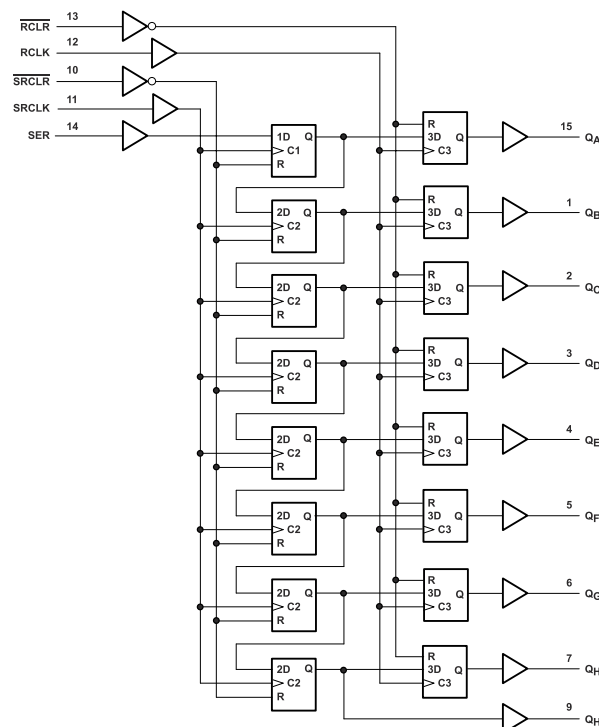 RCLR 13
RCLK 12
SRCLR 10
SRCLK 11
SER 14
1D Q
C1
R
R
3D Q
C3
15 QA
2D Q
C2
R
R
3D Q
C3
1 QB
2D Q
C2
R
R
3D Q
C3
2 QC
2D Q
C2
R
R
3D Q
C3
3 QD
2D Q
C2
R
R
3D Q
C3
4 QE
2D Q
C2
R
R
3D Q
C3
5 QF
2D Q
C2
R
R
3D Q
C3
6 QG
2D Q
C2
R
R
3D Q
C3
7 QH
9 QH